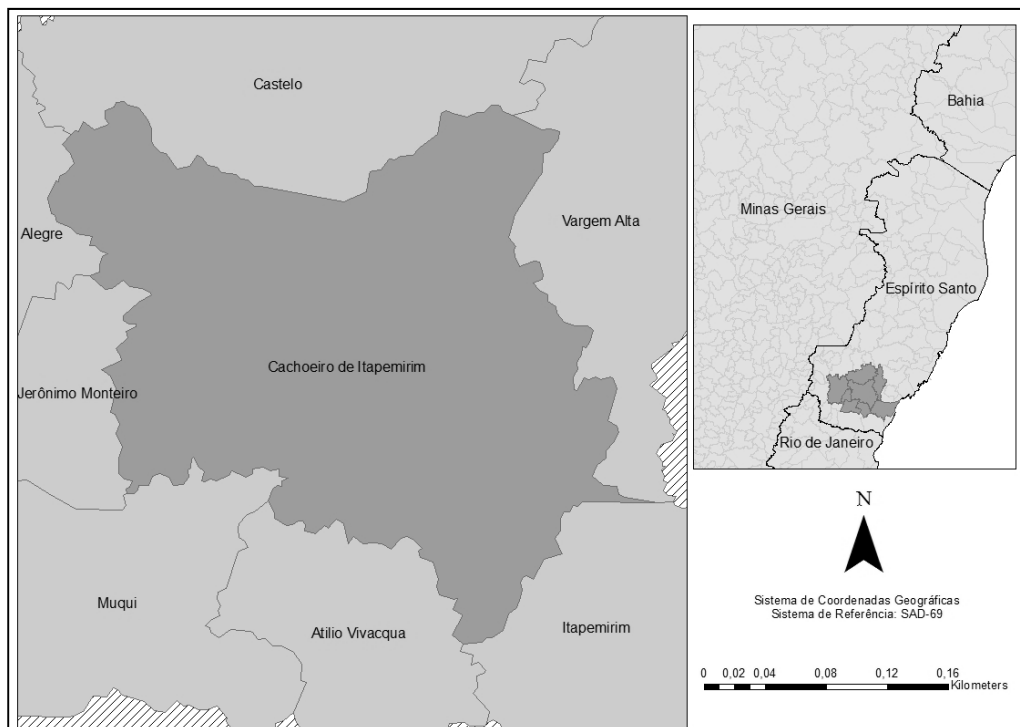 Castelo
Alegre
Vargem Alta
Cachoeiro de Itapemirim
Jerônimo Monteiro
Muqui
Atilio Vivacqua
Itapemirim
Bahia
Minas Gerais
Espírito Santo
Rio de Janeiro
N
Sistema de Coordenadas Geográficas
Sistema de Referência: SAD-69
0 0,02 0,04 0,08 0,12 0,16
Kilometers